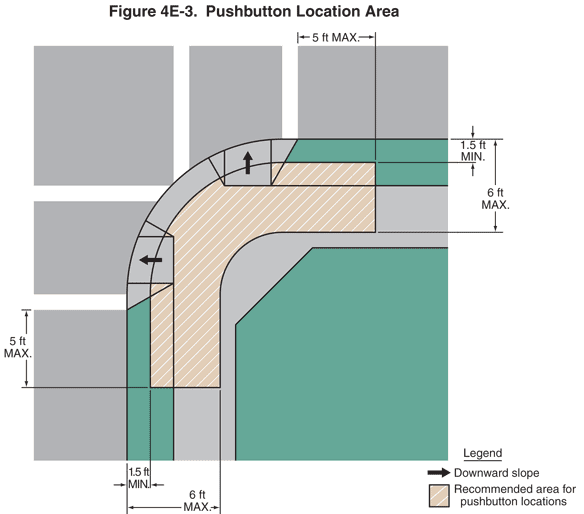 Figure 4E-3. Pushbutton Location Area
5 ft MAX.
1.5 ft
MIN.
6 ft
MAX.
5 ft
MAX.
1.5 ft
MIN.
6 ft
MAX.
Legend
Downward slope
Recommended area for
pushbutton locations